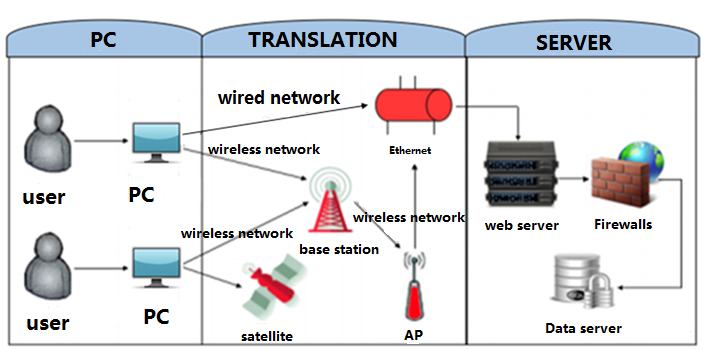 PC
TRANSLATION
SERVER
wired network
wireless network
Ethernet
user
PC
web server
Firewalls
wireless network
base station
wireless network
user
PC
satellite
AP
Data server